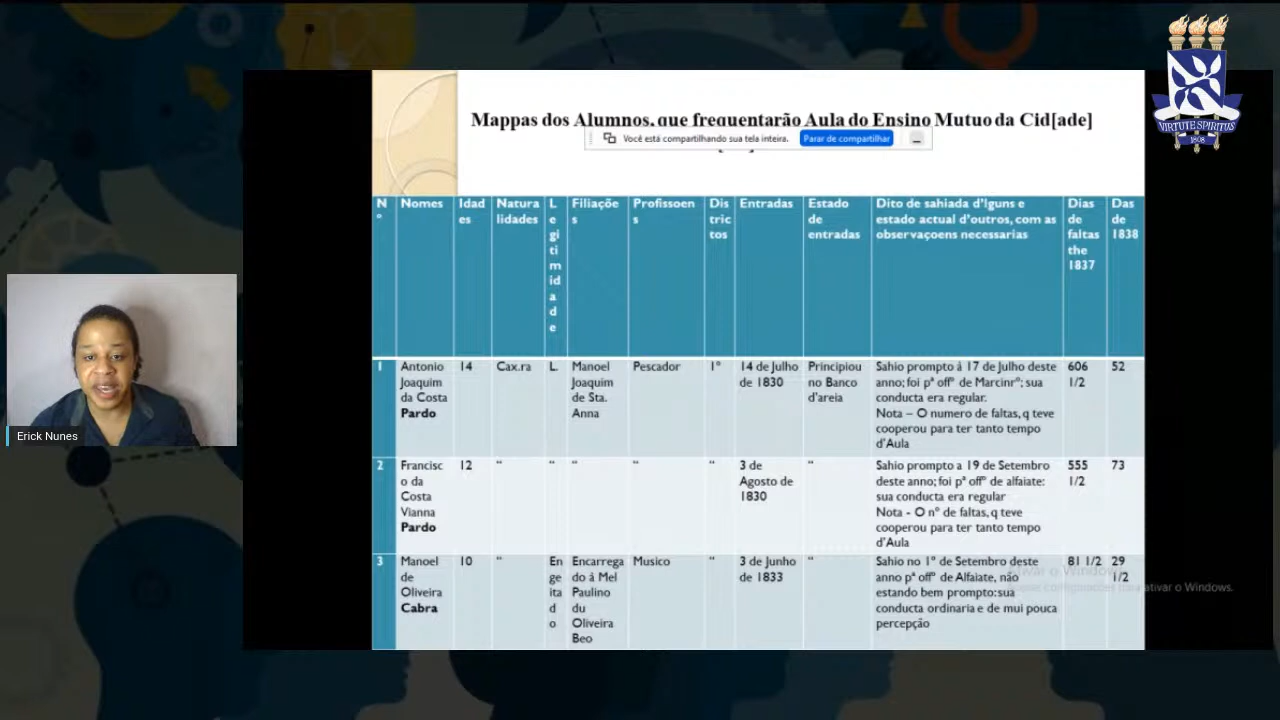 Mappas dos Alumnos, que frequentarão Aula do Ensino Mutuo da Cid[ade]
Você está compartilhando sua tela inteira. Parar de compartilhar
VIRTUTE SPIRITUS
1808
Nº
Nomes
Idades
Naturalidades
Legitimidade
Filiações
Profissoens
Districtos
Entradas
Estado de entradas
Dito de sahiada d'lguns e estado actual d'outros, com as observaçoens necessarias
Dias de faltas the 1837
Das de 1838
1
Antonio Joaquim da Costa Pardo
14
Cax.ra
L.
Manoel Joaquim de Sta. Anna
Pescador
1º
14 de Julho de 1830
Principiou no Banco d'areia
Sahio prompto á 17 de Julho deste anno; foi pª offº de Marcinrº; sua conducta era regular.
Nota – O numero de faltas, q teve cooperou para ter tanto tempo d'Aula
606 1/2
52
2
Francisco da Costa Vianna Pardo
12
"
"
"
"
"
3 de Agosto de 1830
"
Sahio prompto a 19 de Setembro deste anno; foi pª offº de alfaiate: sua conducta era regular
Nota - O nº de faltas, q teve cooperou para ter tanto tempo d'Aula
555 1/2
73
3
Manoel de Oliveira Cabra
10
"
Engeitado
Encarregado á Mel Paulino du Oliveira Beo
Musico
"
3 de Junho de 1833
"
Sahio no 1º de Setembro deste anno pª offº de Alfaiate, não estando bem prompto: sua conducta ordinaria e de mui pouca percepção
81 1/2
29 1/2
Erick Nunes
Ativar o Windows
para ativar o Windows.